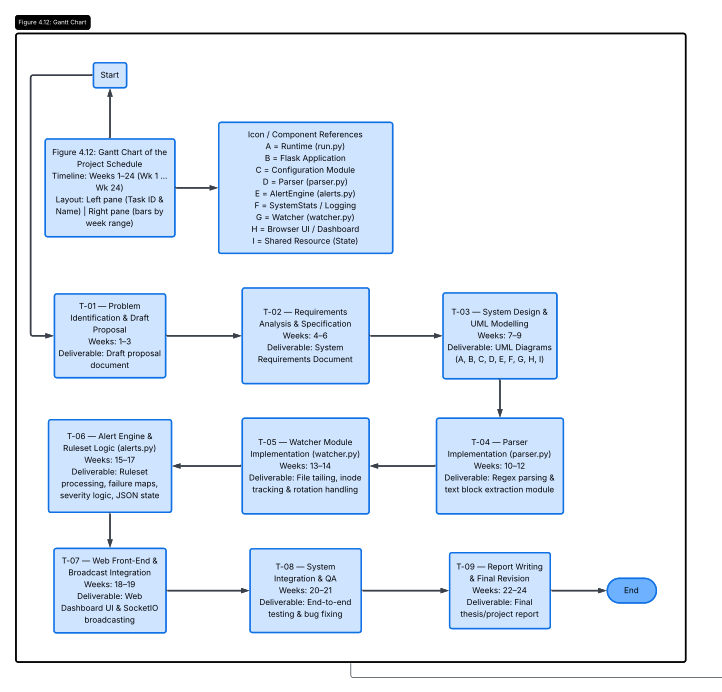 Figure 4.12: Gantt Chart
Start
Figure 4.12: Gantt Chart of the
Project Schedule
Timeline: Weeks 1–24 (Wk 1 ...
Wk 24)
Layout: Left pane (Task ID &
Name) | Right pane (bars by
week range)
Icon / Component References
A = Runtime (run.py)
B = Flask Application
C = Configuration Module
D = Parser (parser.py)
E = AlertEngine (alerts.py)
F = SystemStats / Logging
G = Watcher (watcher.py)
H = Browser UI / Dashboard
I = Shared Resource (State)
T-01 — Problem
Identification & Draft
Proposal
Weeks: 1–3
Deliverable: Draft proposal
document
T-02 — Requirements
Analysis & Specification
Weeks: 4–6
Deliverable: System
Requirements Document
T-03 — System Design &
UML Modelling
Weeks: 7–9
Deliverable: UML Diagrams
(A, B, C, D, E, F, G, H, I)
T-06 — Alert Engine &
Ruleset Logic (alerts.py)
Weeks: 15–17
Deliverable: Ruleset
processing, failure maps,
severity logic, JSON state
T-05 — Watcher Module
Implementation (watcher.py)
Weeks: 13–14
Deliverable: File tailing, inode
tracking & rotation handling
T-04 — Parser
Implementation (parser.py)
Weeks: 10–12
Deliverable: Regex parsing &
text block extraction module
T-07 — Web Front-End &
Broadcast Integration
Weeks: 18–19
Deliverable: Web
Dashboard UI & SocketIO
broadcasting
T-08 — System
Integration & QA
Weeks: 20–21
Deliverable: End-to-end
testing & bug fixing
T-09 — Report Writing
& Final Revision
Weeks: 22–24
Deliverable: Final
thesis/project report
End